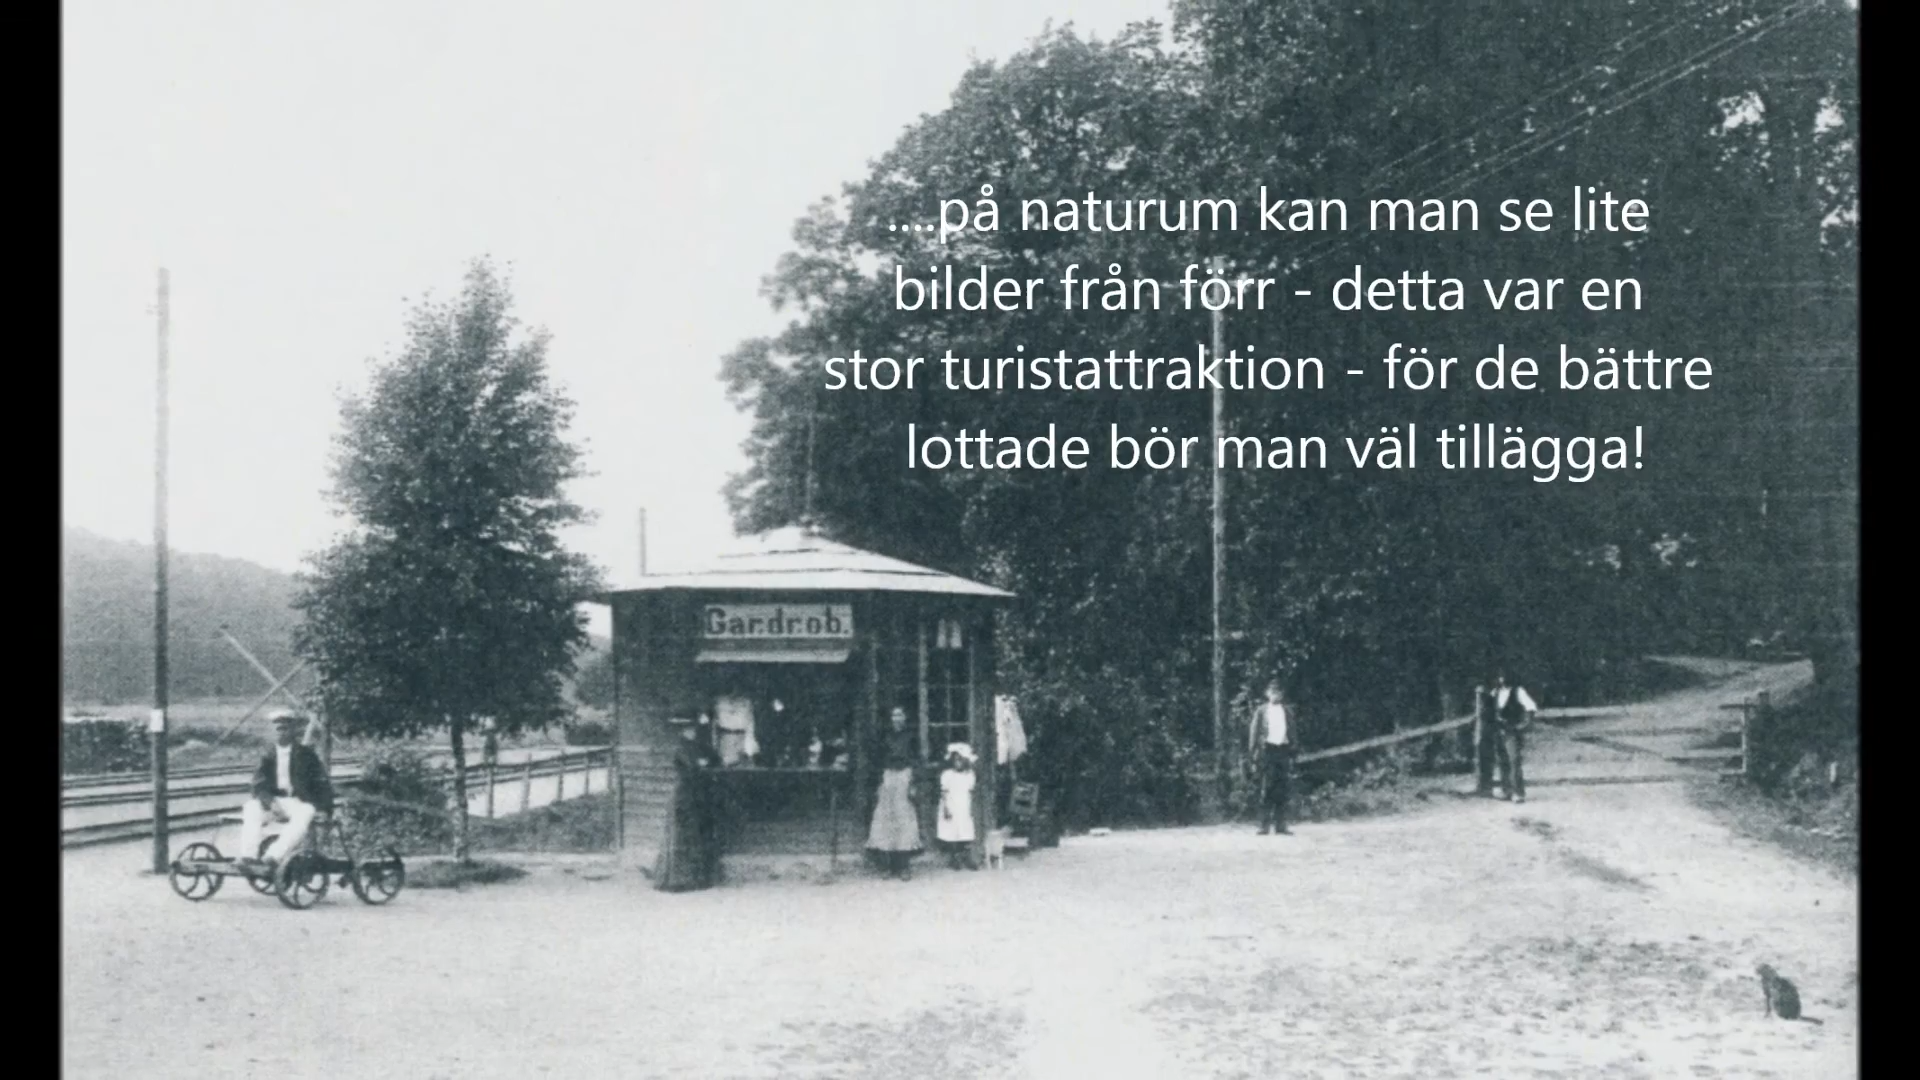 ....på naturum kan man se lite
bilder från förr - detta var en
stor turistattraktion - för de bättre
lottade bör man väl tillägga!
Gardrob.